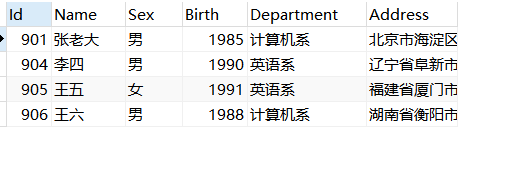 Id Name Sex Birth Department Address
901 张老大 男 1985 计算机系 北京市海淀区
904 李四 男 1990 英语系 辽宁省阜新市
905 王五 女 1991 英语系 福建省厦门市
906 王六 男 1988 计算机系 湖南省衡阳市